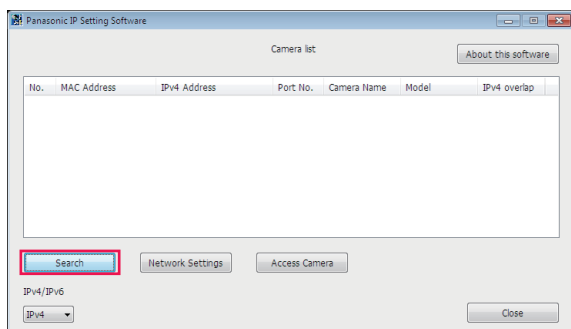 Panasonic IP Setting Software
Camera list
About this software
No. MAC Address IPv4 Address Port No. Camera Name Model IPv4 overlap
Search Network Settings Access Camera
IPv4/IPv6
IPv4 Close